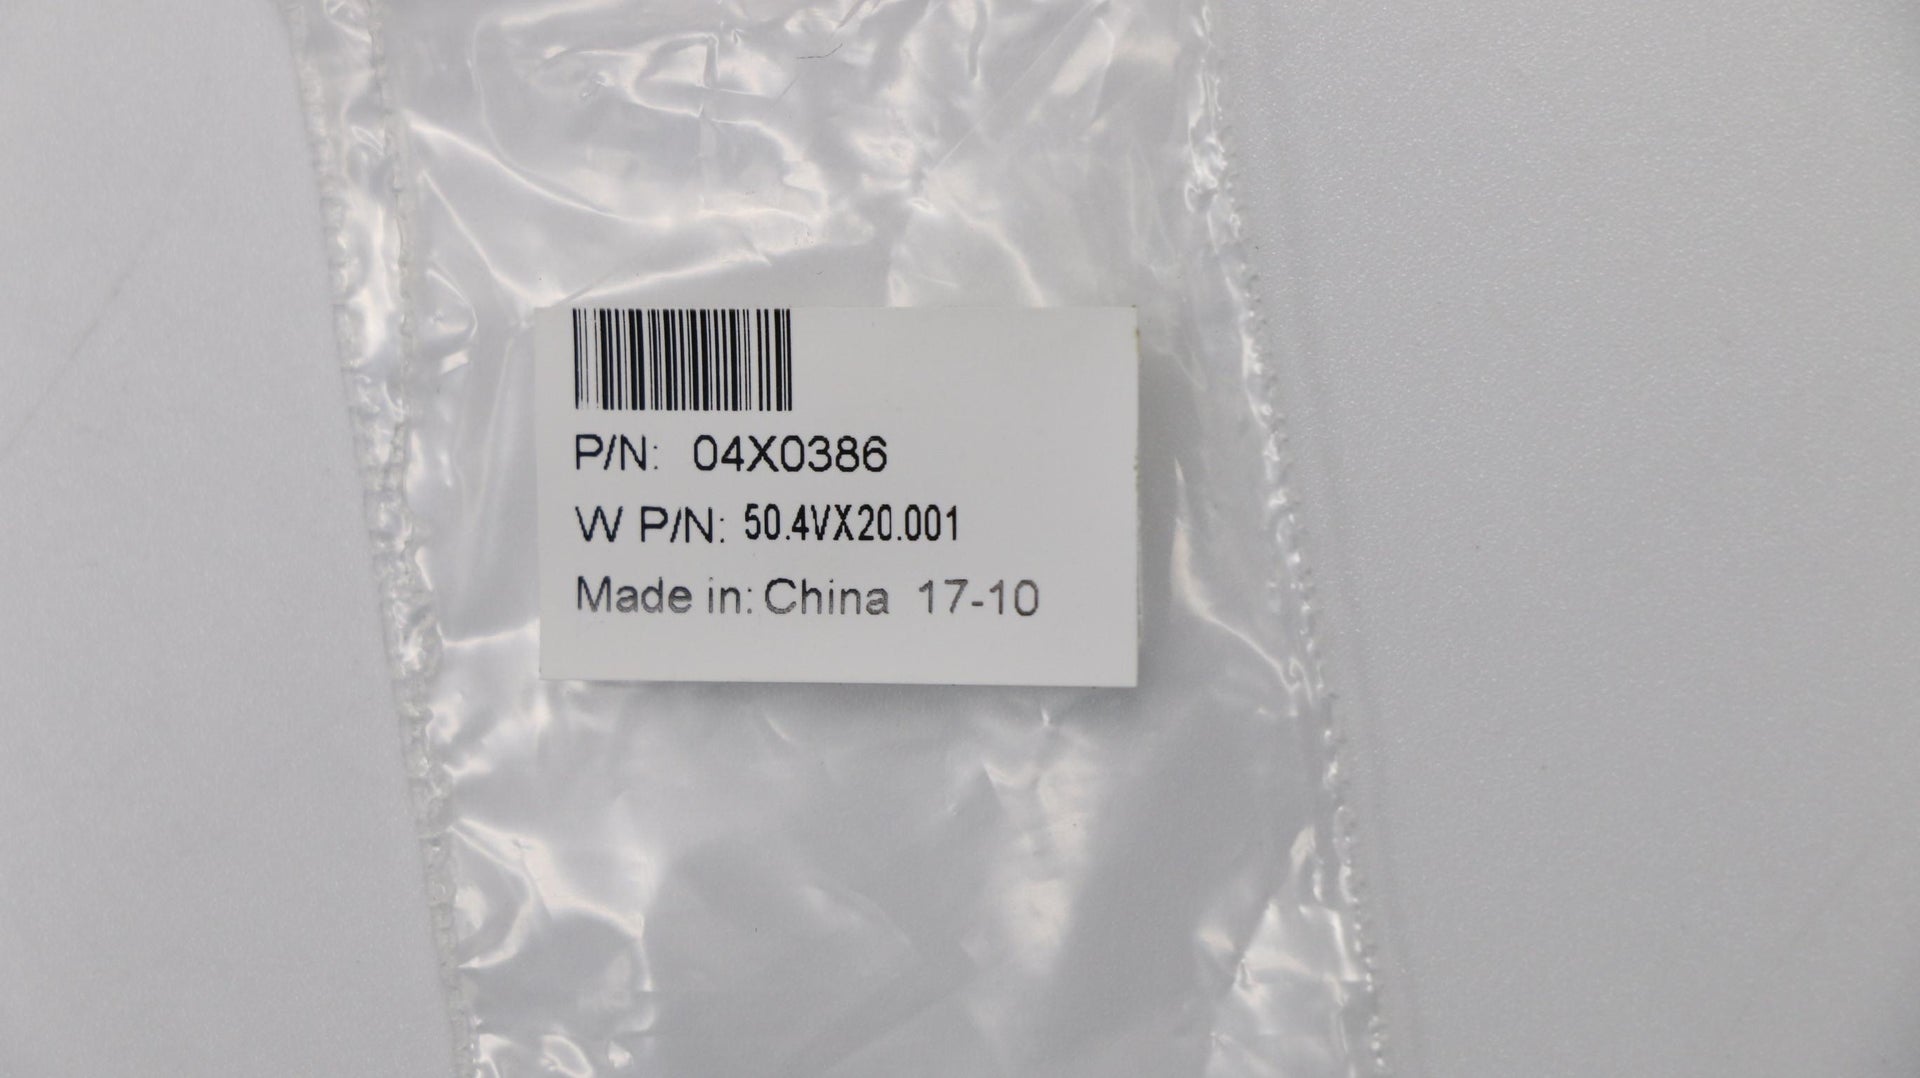 P/N: 04X0386
W P/N: 50.4VX20.001
Made in: China 17-10